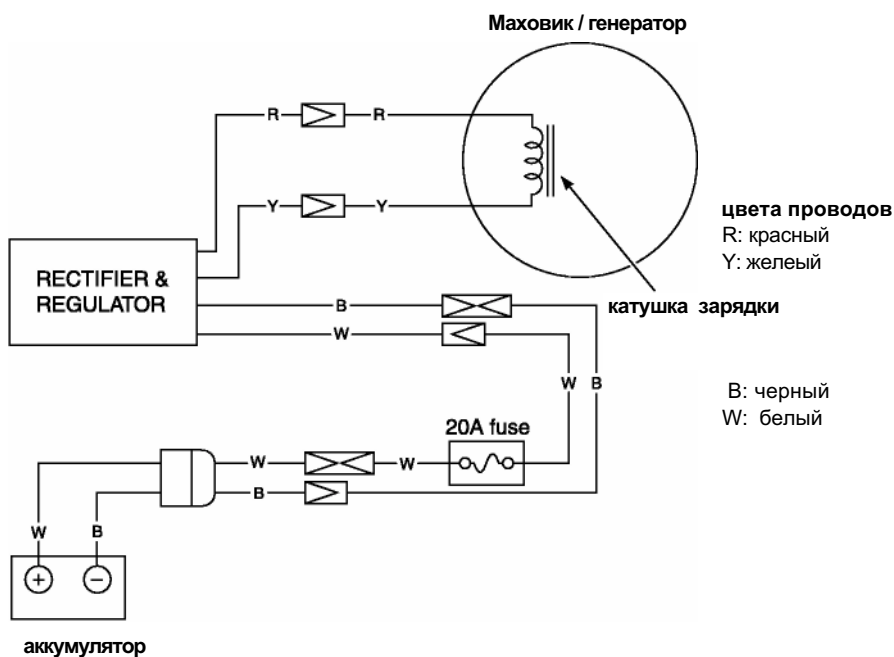 Маховик / генератор
R
R
Y
Y
цвета проводов
R: красный
Y: желеый
RECTIFIER &
REGULATOR
катушка зарядки
B
W
W
B
B: черный
W: белый
20A fuse
W
W
B
W
B
+
−
аккумулятор